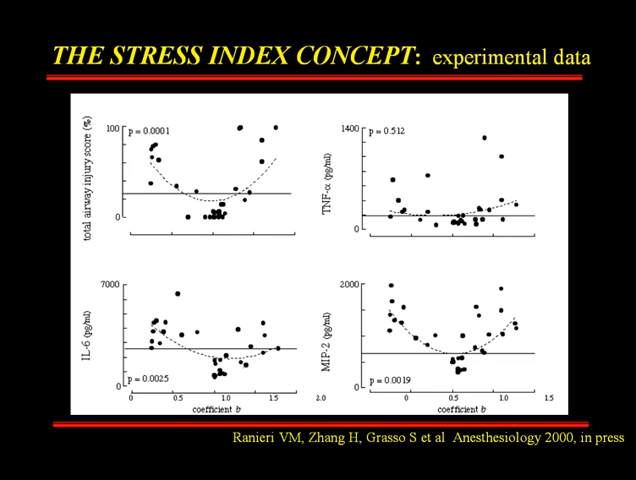 THE STRESS INDEX CONCEPT: experimental data
total airway injury score (%)
100
0
p = 0.0001
TNF-α (pg/ml)
1400
0
p = 0.512
IL-6 (pg/ml)
7000
0
p = 0.0025
0 0.5 1.0 1.5 2.0
coefficient b
MIP-2 (pg/ml)
2000
0
p = 0.0019
0 0.5 1.0 1.5
coefficient b
Ranieri VM, Zhang H, Grasso S et al Anesthesiology 2000, in press